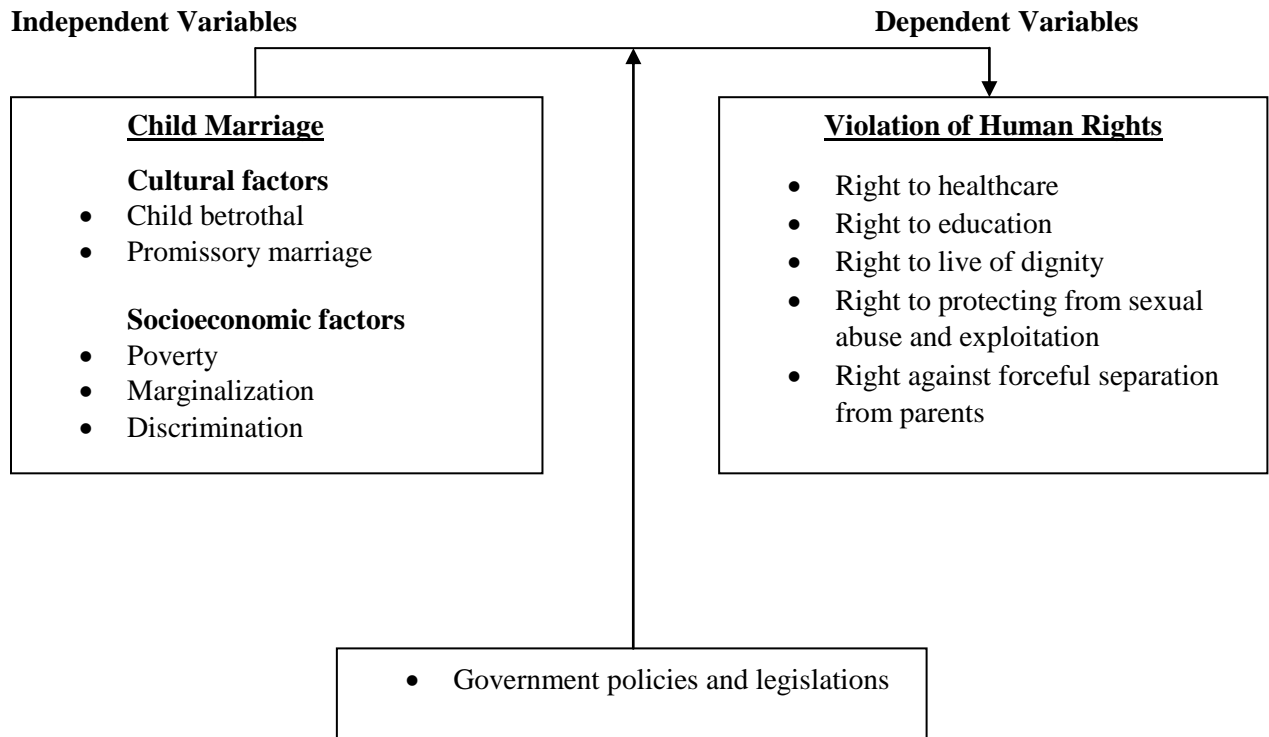 Independent Variables
Dependent Variables
Child Marriage
Cultural factors
• Child betrothal
• Promissory marriage
Socioeconomic factors
• Poverty
• Marginalization
• Discrimination
Violation of Human Rights
• Right to healthcare
• Right to education
• Right to live of dignity
• Right to protecting from sexual
abuse and exploitation
• Right against forceful separation
from parents
• Government policies and legislations